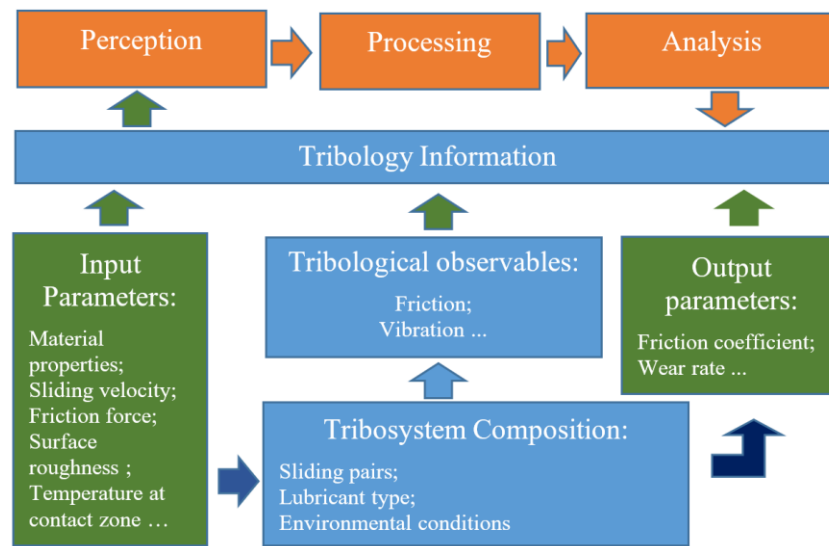 Perception
Processing
Analysis
Tribology Information
Input
Parameters:
Material
properties;
Sliding velocity;
Friction force;
Surface
roughness ;
Temperature at
contact zone …
Tribological observables:
Friction;
Vibration ...
Output
parameters:
Friction coefficient;
Wear rate ...
Tribosystem Composition:
Sliding pairs;
Lubricant type;
Environmental conditions